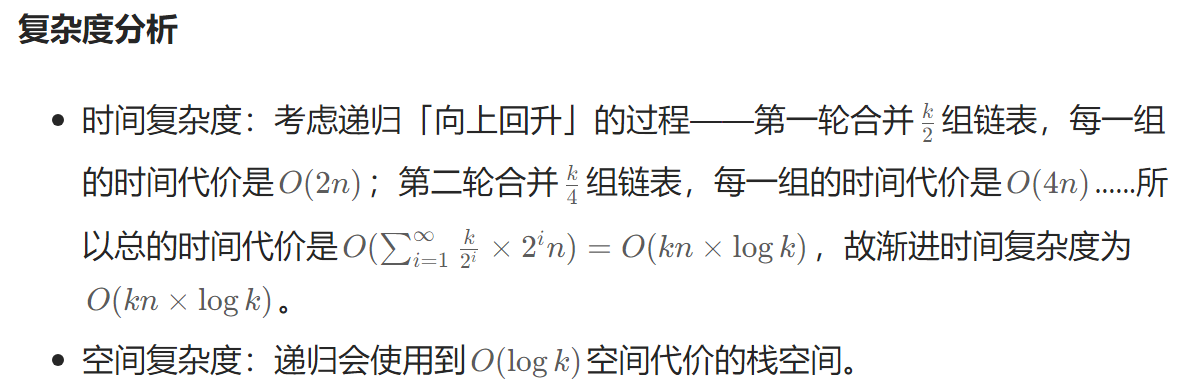 复杂度分析
• 时间复杂度：考虑递归「向上回升」的过程——第一轮合并 $\frac{k}{2}$ 组链表，每一组
的时间代价是 $O(2n)$；第二轮合并 $\frac{k}{4}$ 组链表，每一组的时间代价是 $O(4n)$......所
以总的时间代价是 $O(\sum_{i=1}^{\infty} \frac{k}{2^i} \times 2^i n) = O(kn \times \log k)$，故渐进时间复杂度为
$O(kn \times \log k)$。
• 空间复杂度：递归会使用到 $O(\log k)$ 空间代价的栈空间。